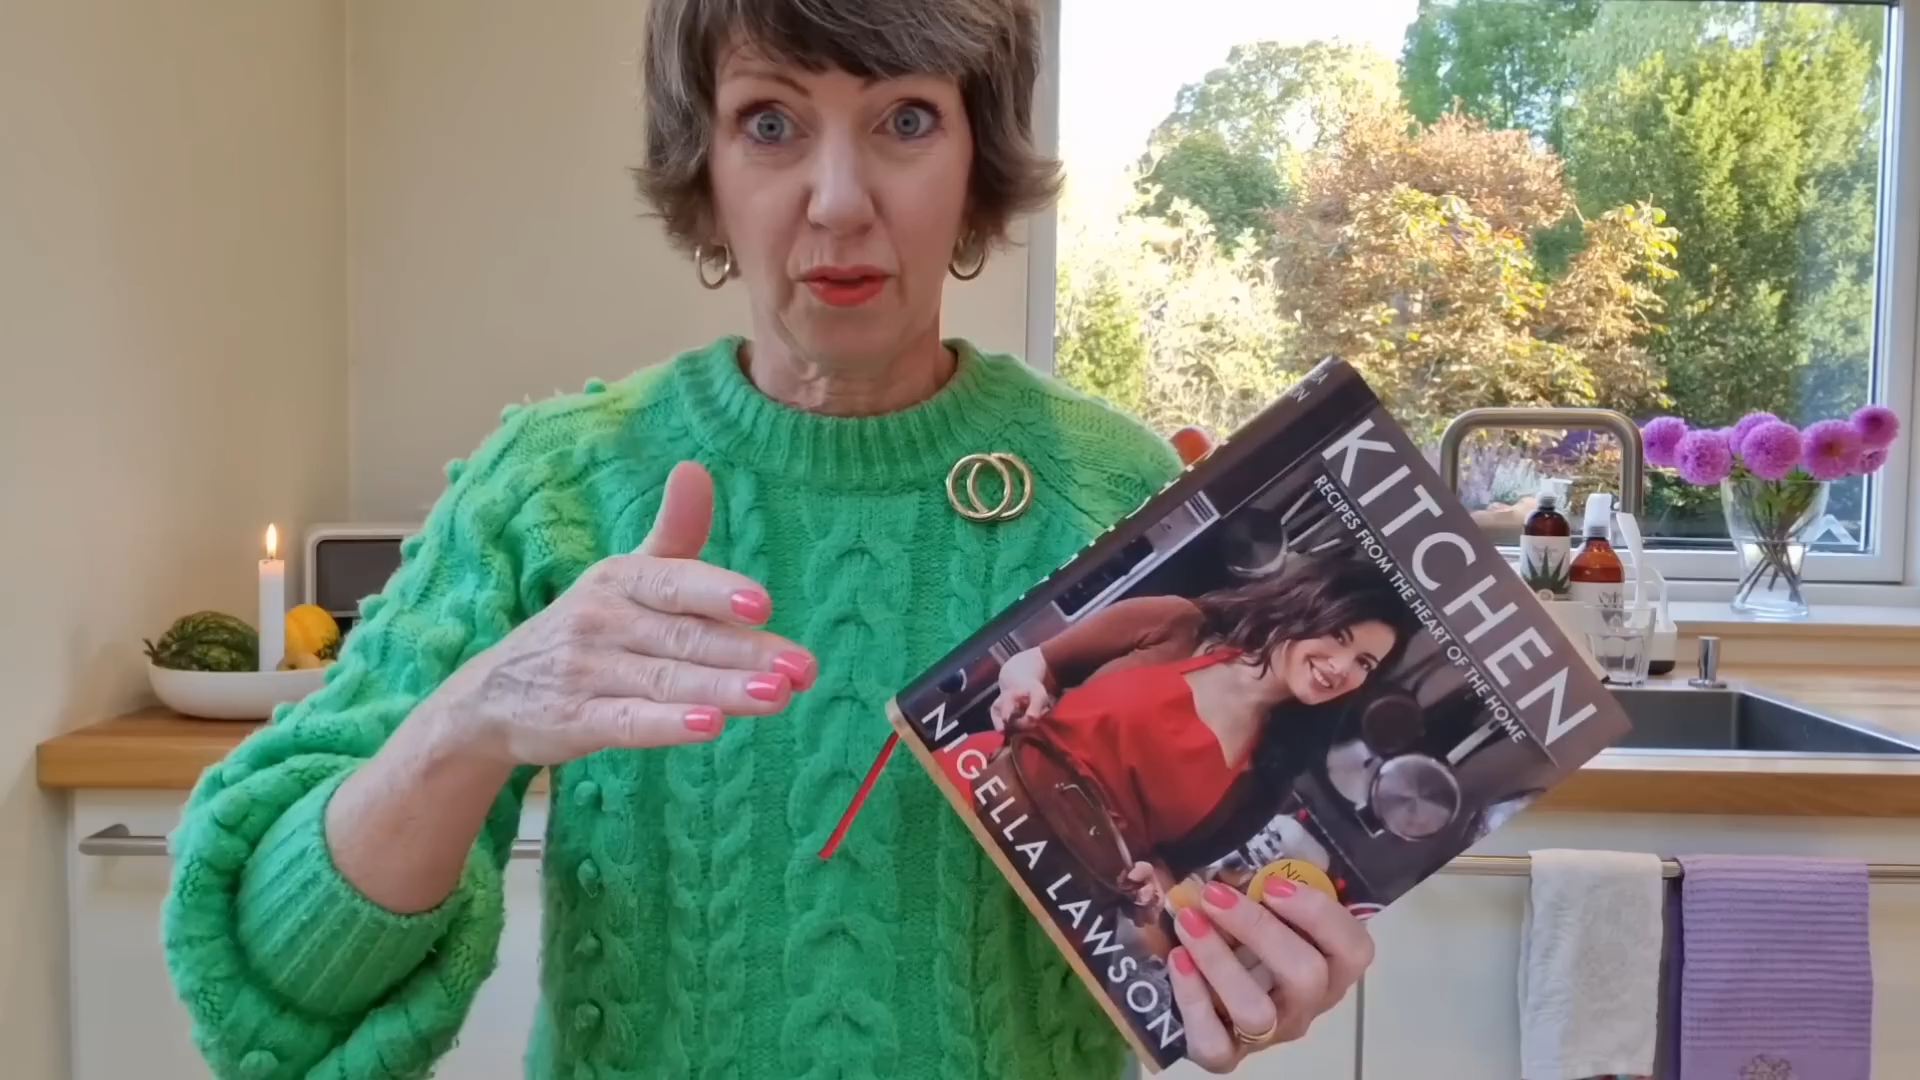 KITCHEN
RECIPES FROM THE HEART OF THE HOME
NIGELLA LAWSON